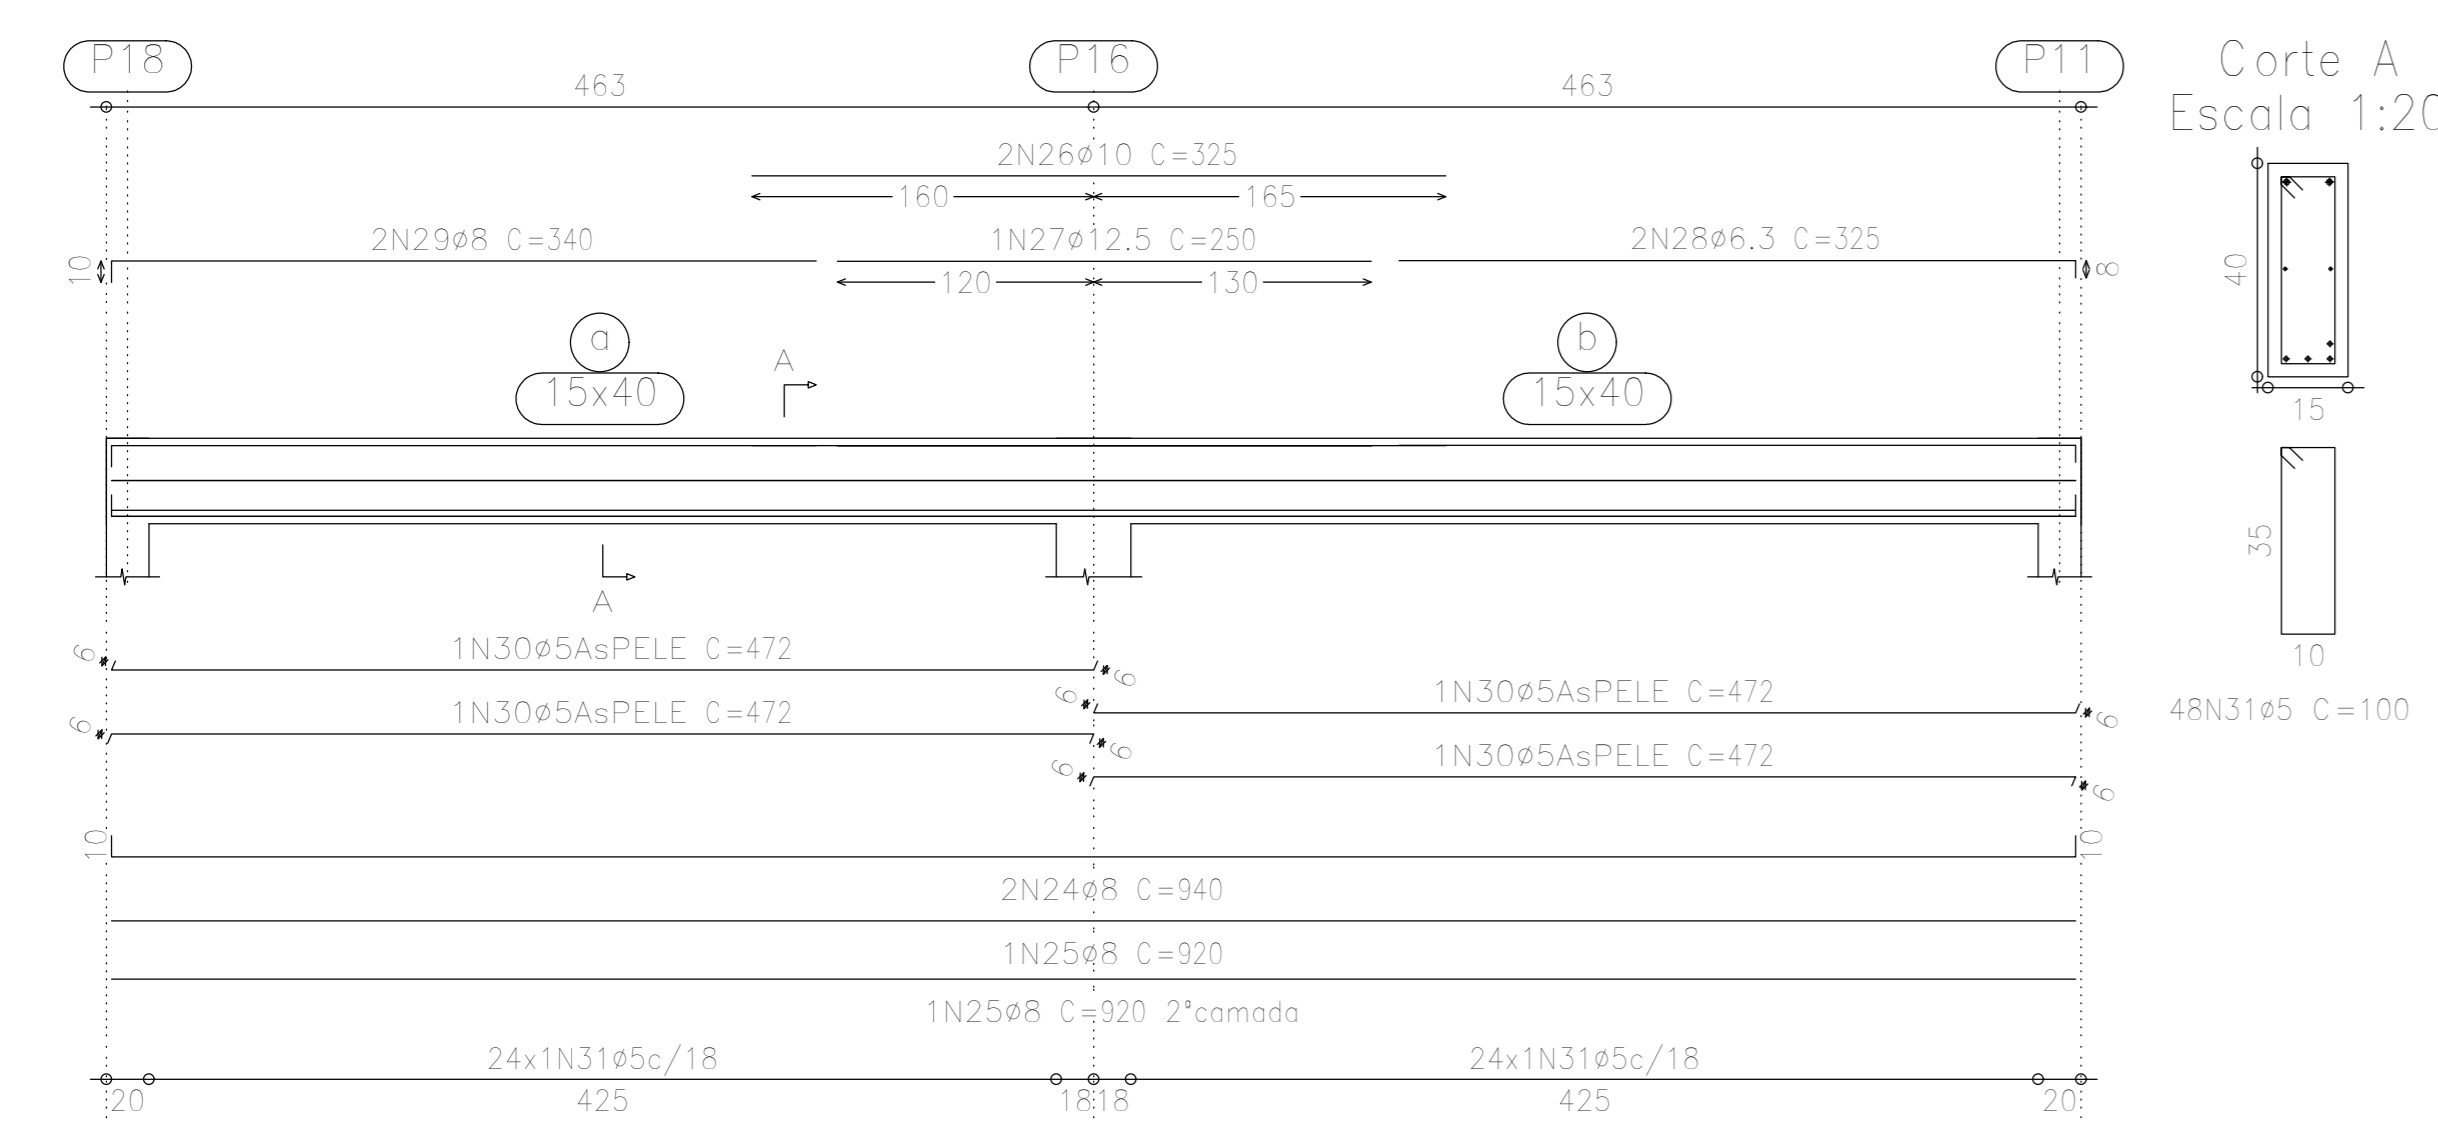 P18
P16
P11
Corte A
Escala 1:20
463
463
2N26ø10 C=325
160
165
2N29ø8 C=340
1N27ø12.5 C=250
2N28ø6.3 C=325
10
120
130
8
a
b
A
15x40
15x40
40
15
A
35
10
48N31ø5 C=100
1N30ø5AsPELE C=472
6
6
1N30ø5AsPELE C=472
6
6
1N30ø5AsPELE C=472
6
6
1N30ø5AsPELE C=472
6
6
10
10
2N24ø8 C=940
1N25ø8 C=920
1N25ø8 C=920 2ªcamada
24x1N31ø5c/18
24x1N31ø5c/18
20
425
18
18
425
20